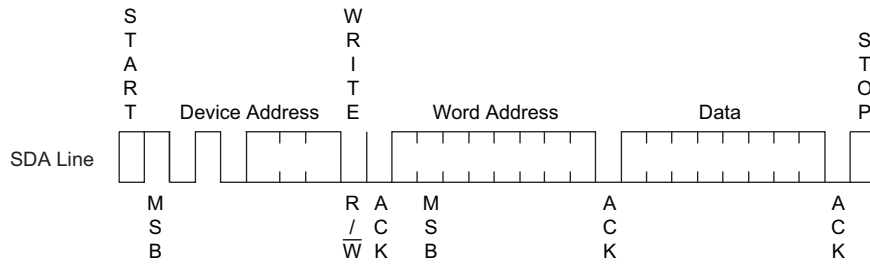 START
WRITE
STOP
Device Address
Word Address
Data
SDA Line
MSB
R/W̅
ACK
MSB
ACK
ACK